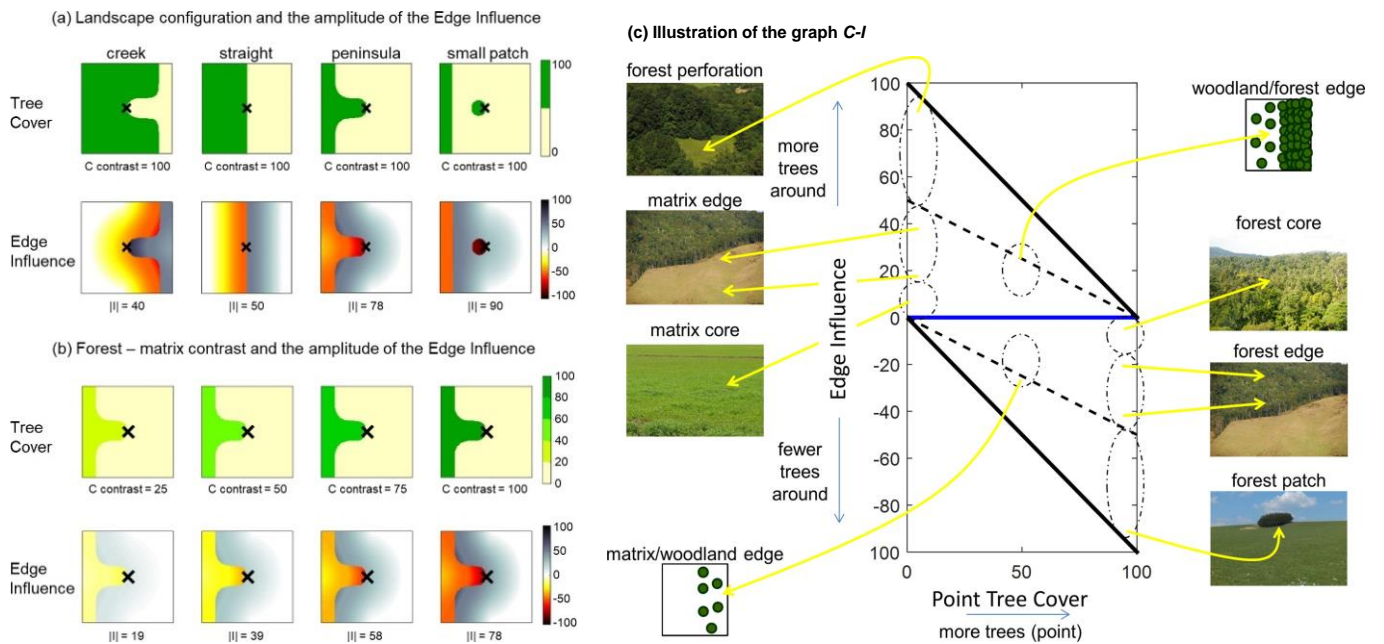 (a) Landscape configuration and the amplitude of the Edge Influence
creek straight peninsula small patch
Tree
Cover
100
50
0
C contrast = 100 C contrast = 100 C contrast = 100 C contrast = 100
Edge
Influence
100
50
0
-50
-100
|I| = 40 |I| = 50 |I| = 78 |I| = 90
(b) Forest – matrix contrast and the amplitude of the Edge Influence
Tree
Cover
100
80
60
40
20
0
C contrast = 25 C contrast = 50 C contrast = 75 C contrast = 100
Edge
Influence
100
50
0
-50
-100
|I| = 19 |I| = 39 |I| = 58 |I| = 78
(c) Illustration of the graph C-I
forest perforation
matrix edge
matrix core
matrix/woodland edge
more
trees
around
Edge Influence
fewer
trees
around
100
80
60
40
20
0
-20
-40
-60
-80
100
0 50 100
Point Tree Cover
more trees (point)
woodland/forest edge
forest core
forest edge
forest patch